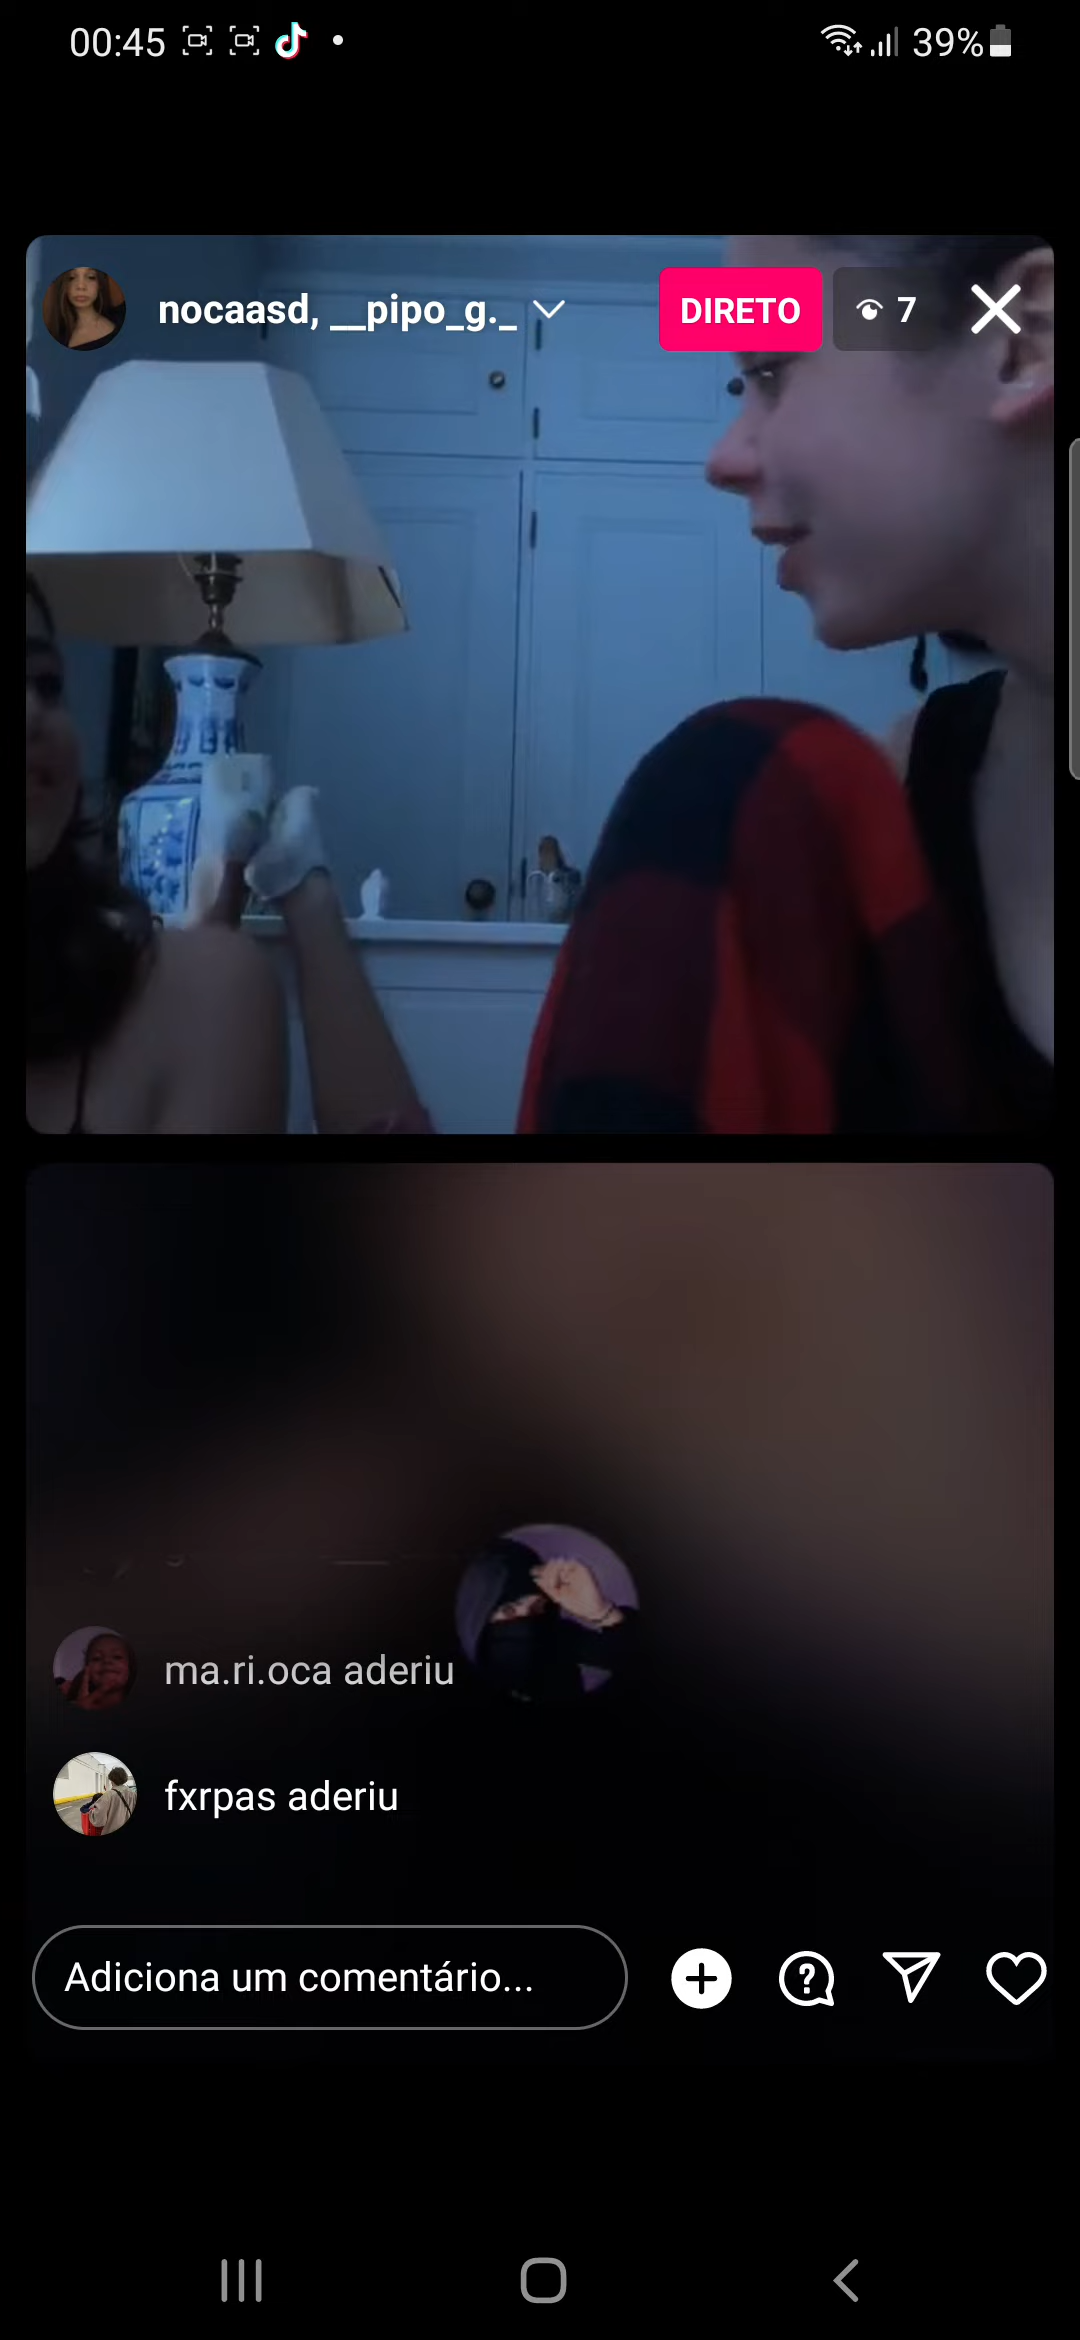 00:45
39%
nocaasd, __pipo_g._
DIRETO
7
ma.ri.oca aderiu
fxrpas aderiu
Adiciona um comentário...